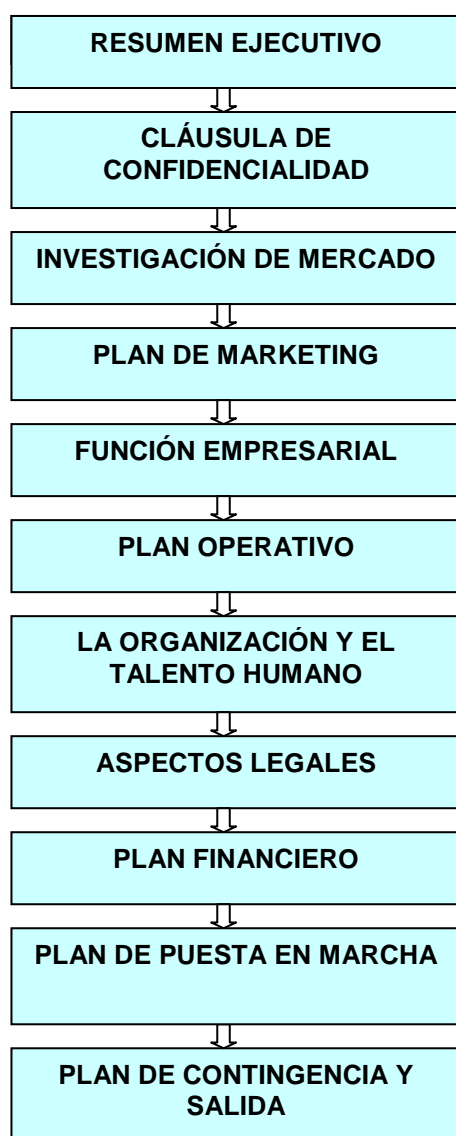 RESUMEN EJECUTIVO
CLÁUSULA DE
CONFIDENCIALIDAD
INVESTIGACIÓN DE MERCADO
PLAN DE MARKETING
FUNCIÓN EMPRESARIAL
PLAN OPERATIVO
LA ORGANIZACIÓN Y EL
TALENTO HUMANO
ASPECTOS LEGALES
PLAN FINANCIERO
PLAN DE PUESTA EN MARCHA
PLAN DE CONTINGENCIA Y
SALIDA